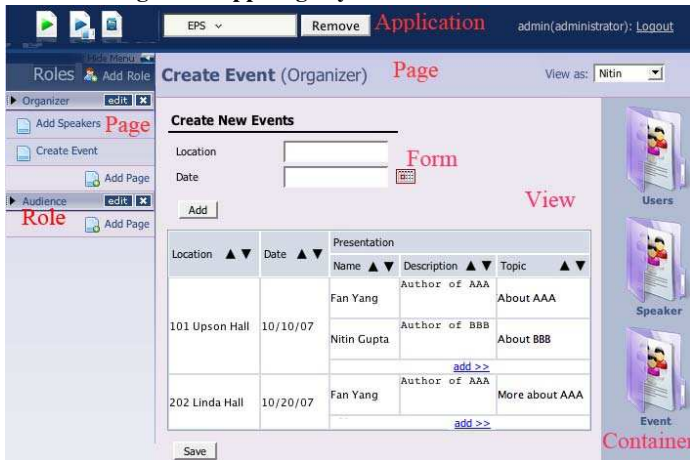 EPS
Remove
Application
admin(administrator): Logout
Hide Menu
Roles
Add Role
Create Event (Organizer)
Page
View as:
Nitin
Organizer
edit
Add Speakers
Page
Create Event
Add Page
Audience
edit
Role
Add Page
Create New Events
Location
Form
Date
View
Add
Users
Location
Date
Presentation
Name
Description
Topic
Fan Yang
Author of AAA
About AAA
Speaker
101 Upson Hall
10/10/07
Nitin Gupta
Author of BBB
About BBB
add >>
202 Linda Hall
10/20/07
Fan Yang
Author of AAA
More about AAA
add >>
Event
Container
Save